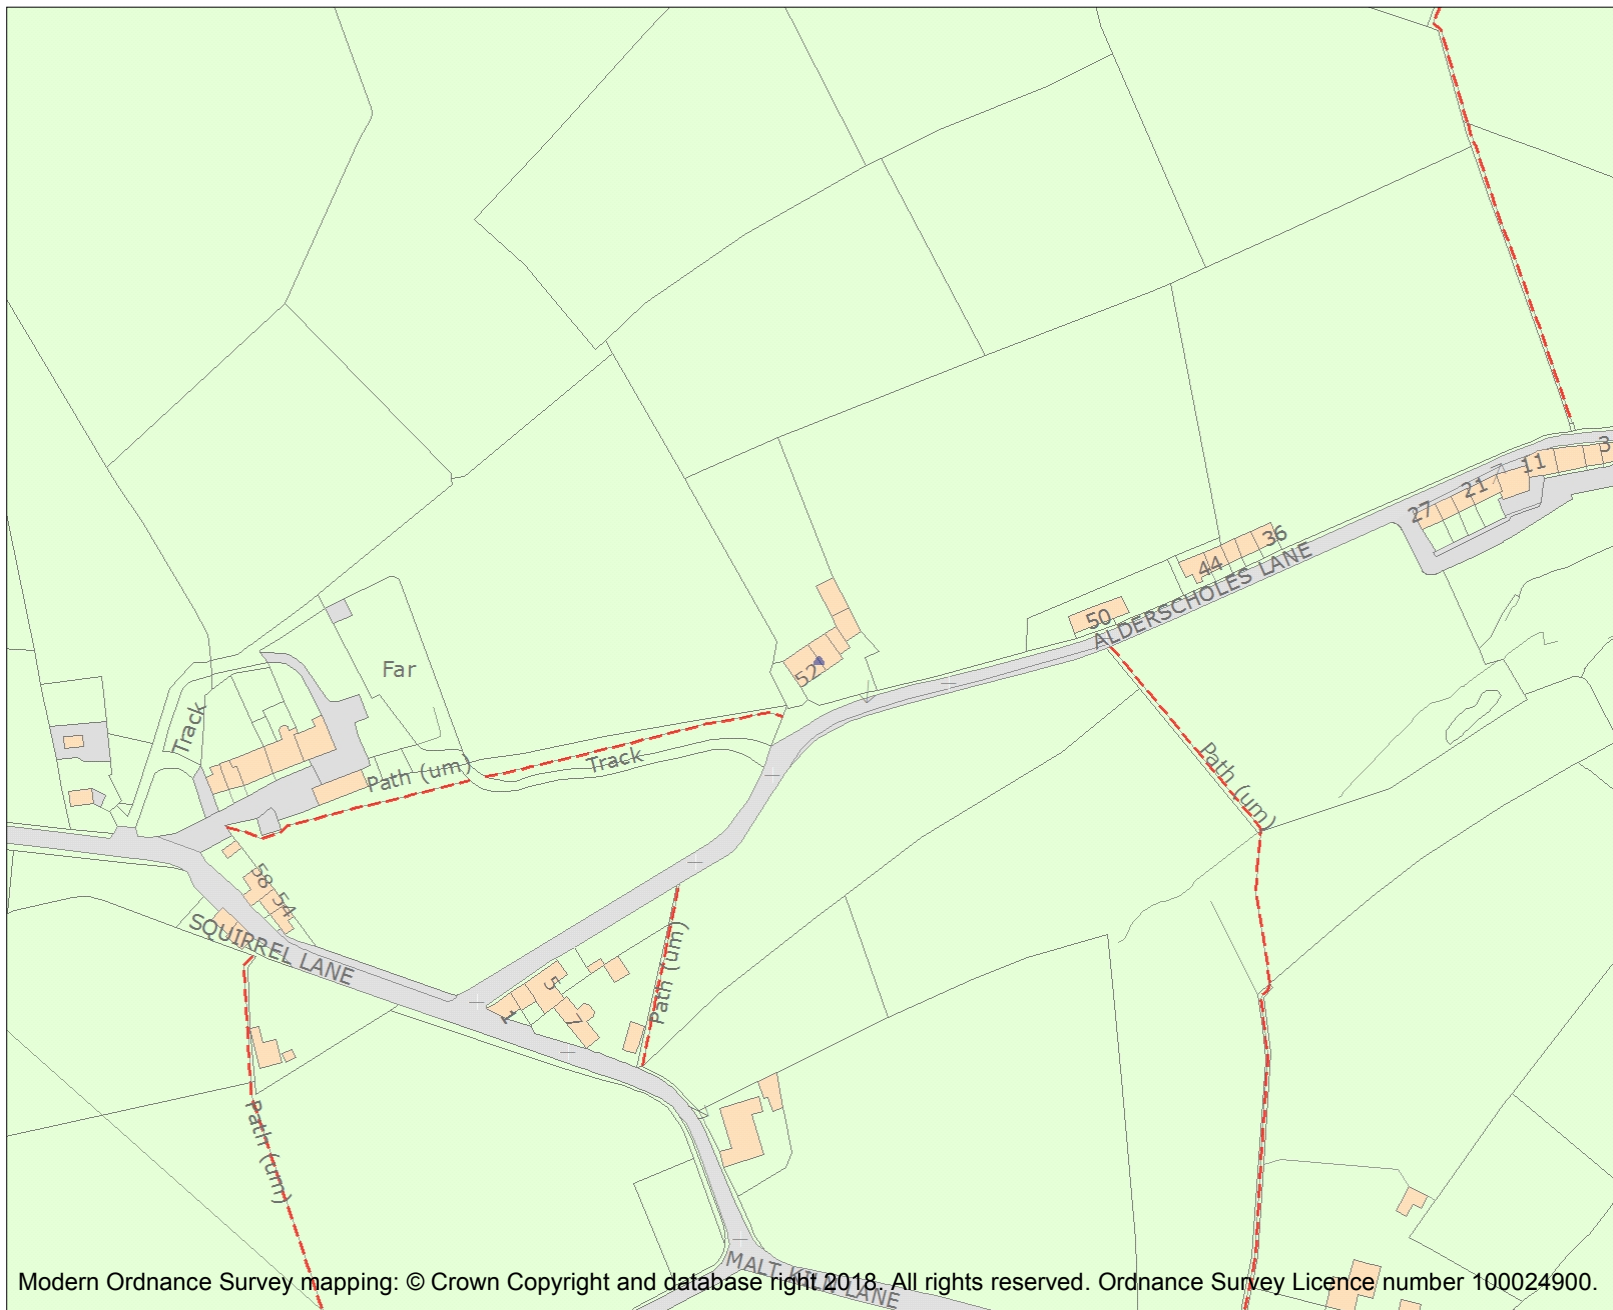 3
11
21
27
36
44
ALDERSCHOLES LANE
50
52
Far
Track
Track
Path (um)
Path (um)
58
54
SQUIRREL LANE
Path (um)
5
1
7
Path (um)
MALT KILN LANE
Modern Ordnance Survey mapping: © Crown Copyright and database right 2018. All rights reserved. Ordnance Survey Licence number 100024900.